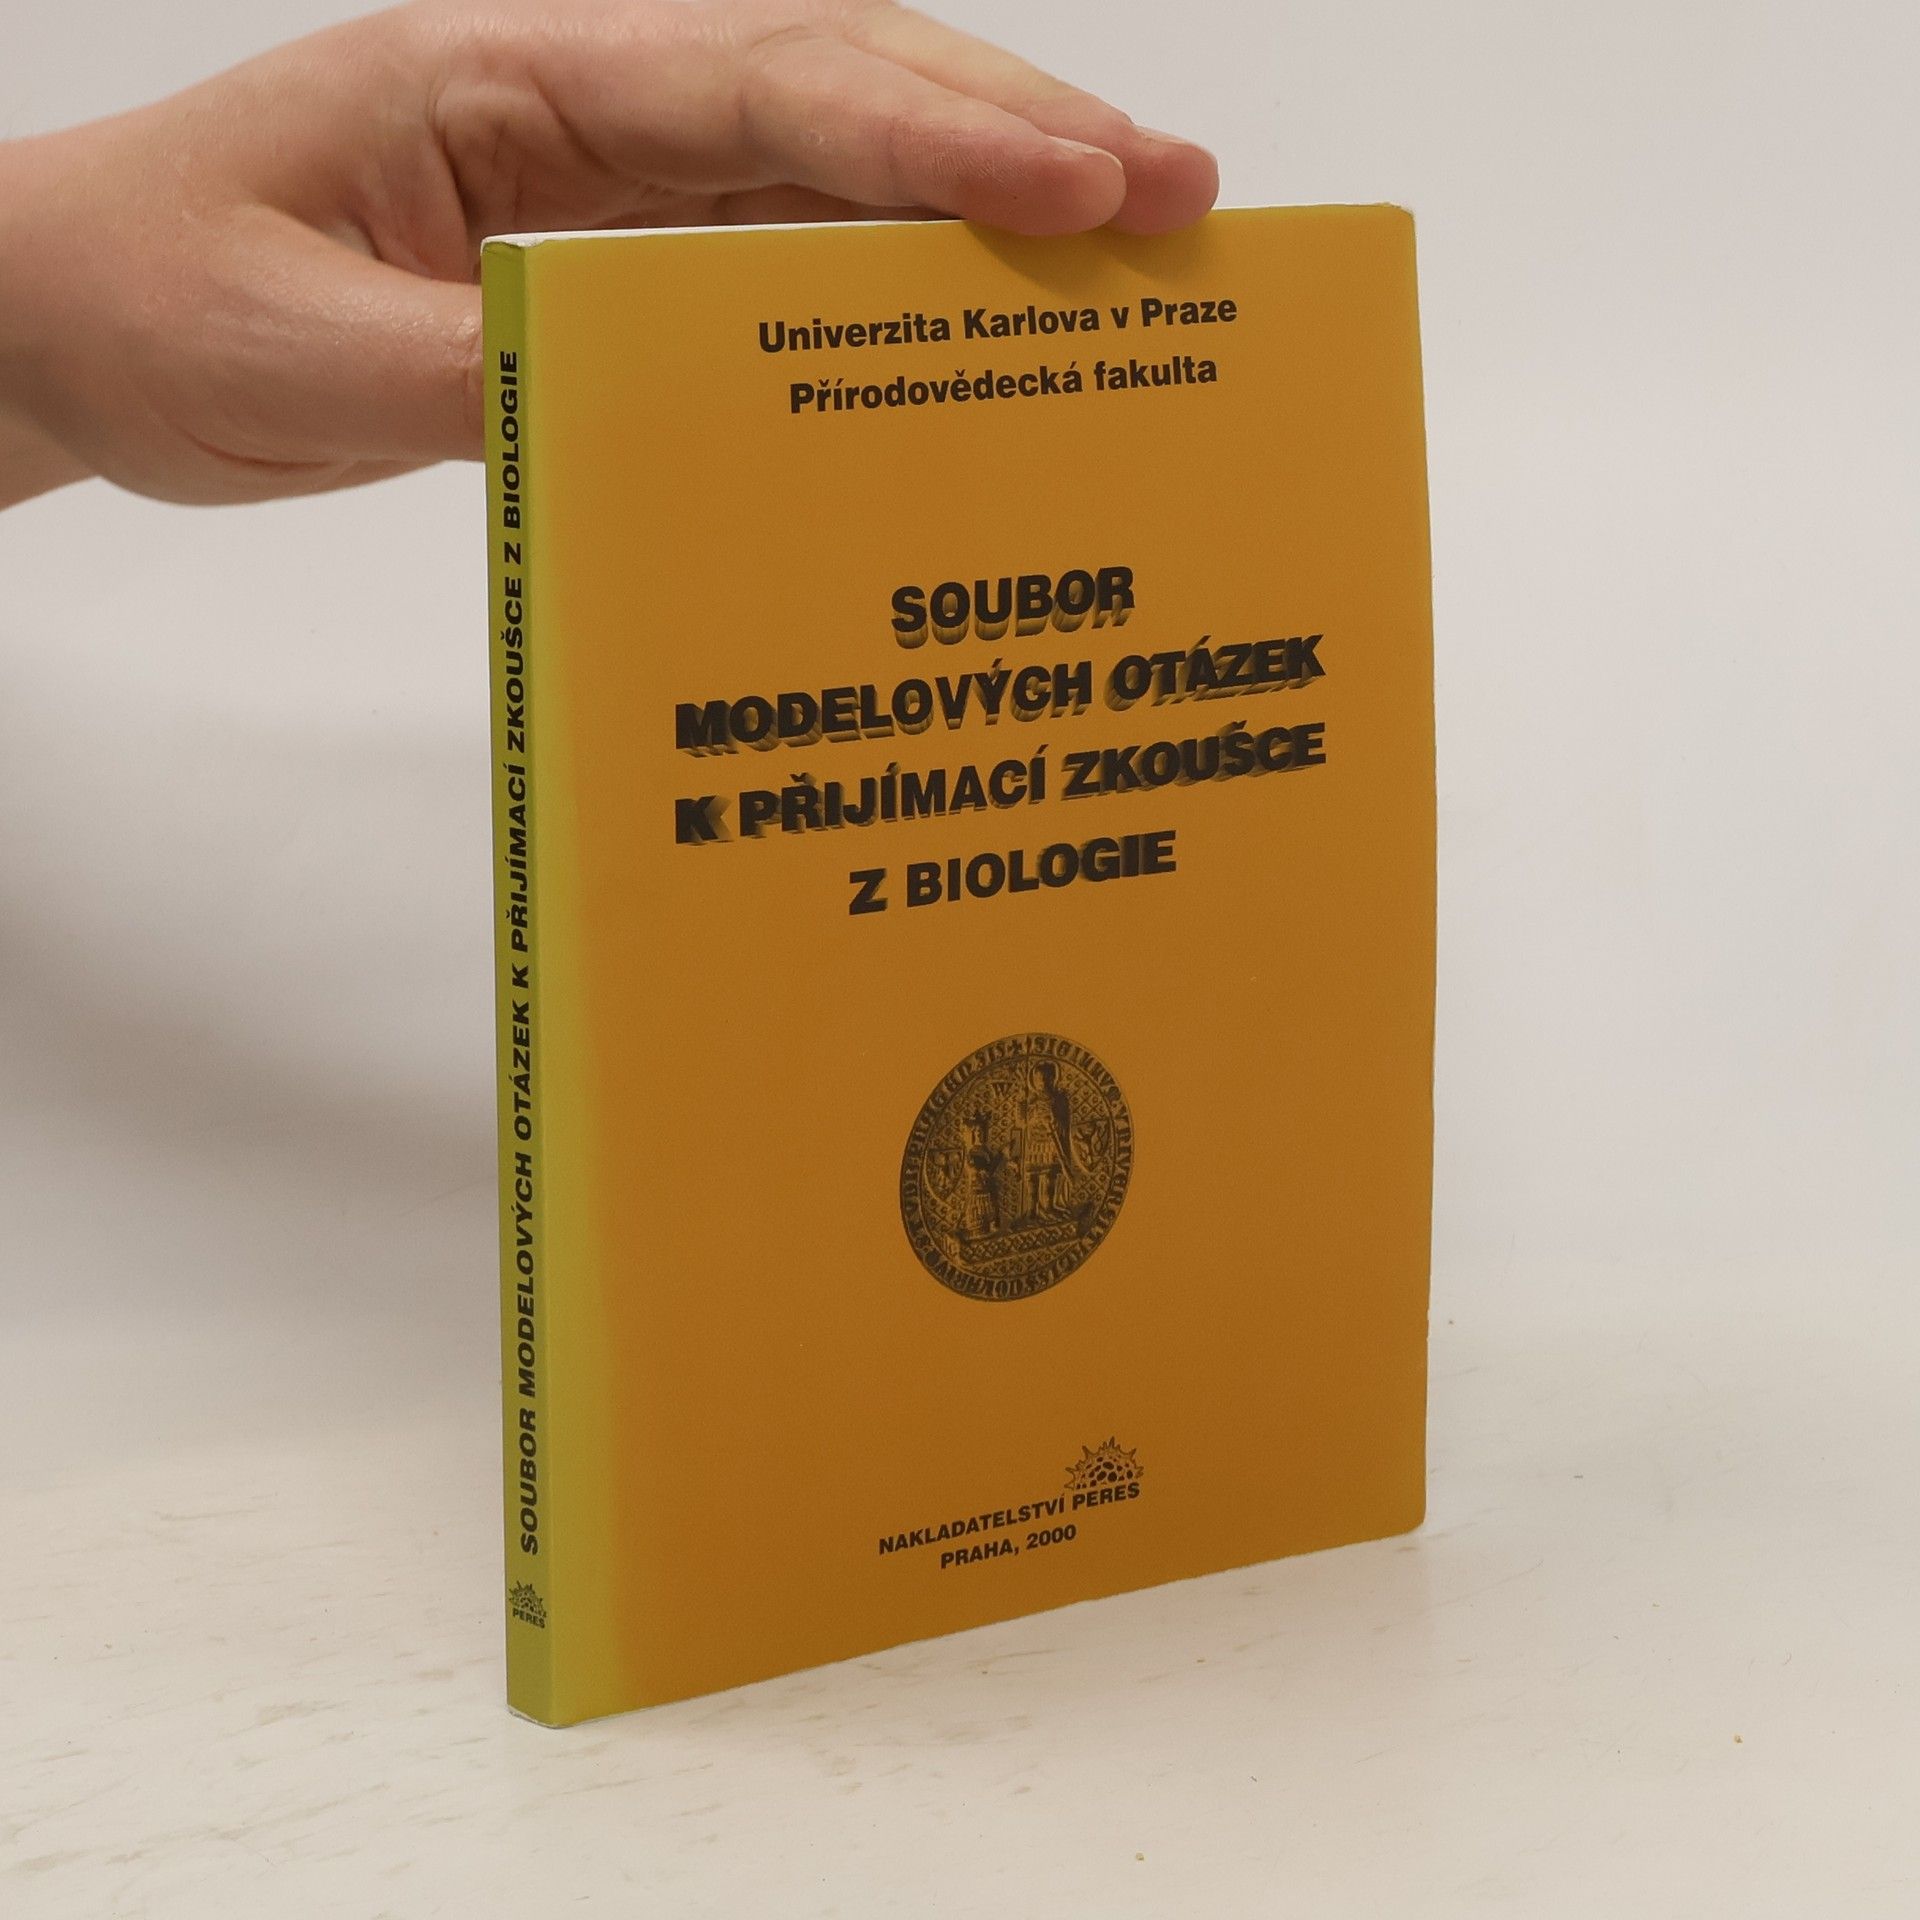 Univerzita Karlova v Praze
Přírodovědecká fakulta
SOUBOR
MODELOVÝCH OTÁZEK
K PŘIJÍMACÍ ZKOUŠCE
Z BIOLOGIE
NAKLADATELSTVÍ PERES
PRAHA, 2000
SOUBOR MODELOVÝCH OTÁZEK K PŘIJÍMACÍ ZKOUŠCE Z BIOLOGIE
PERES